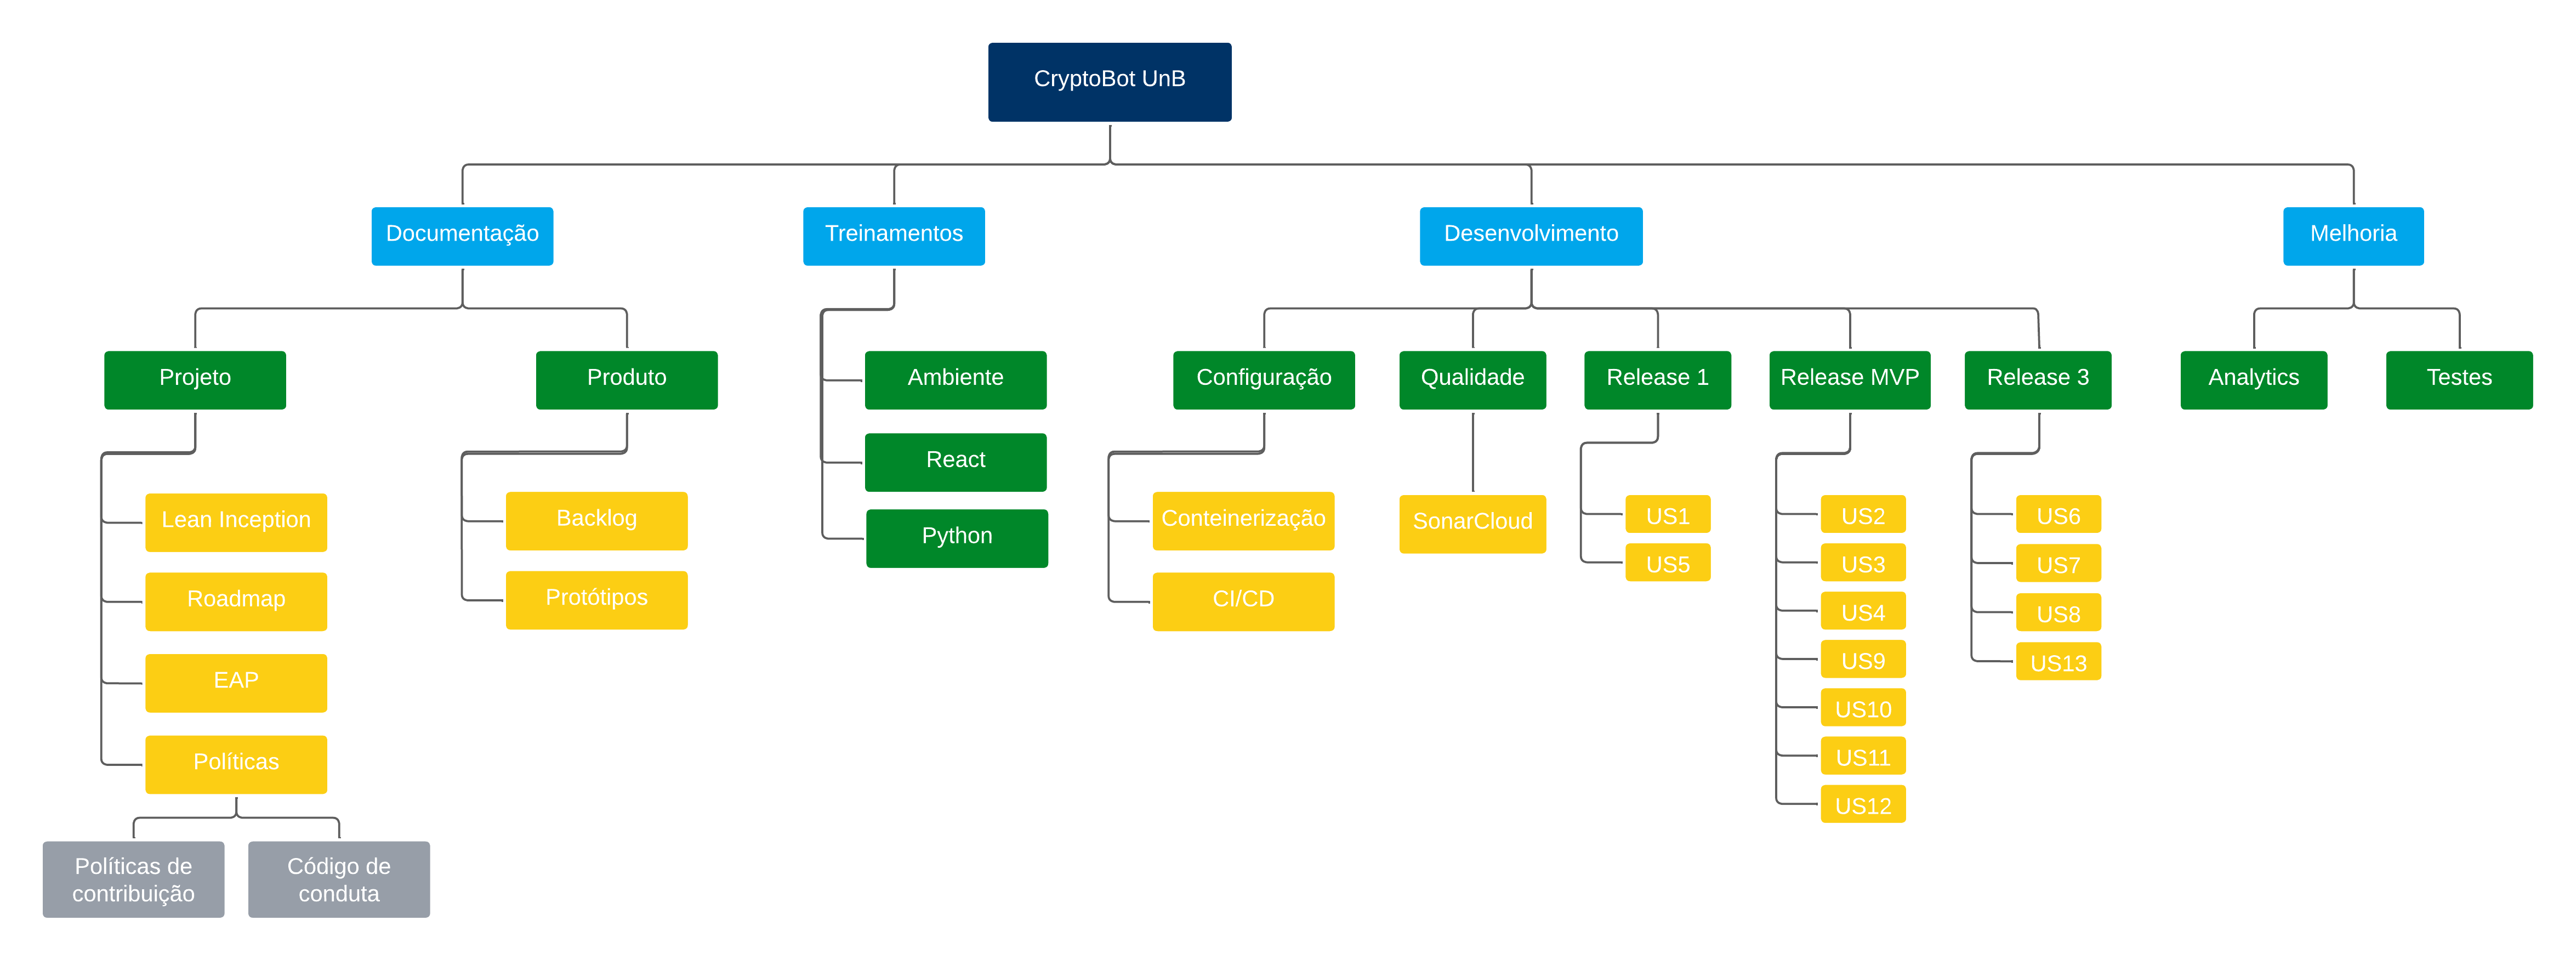 CryptoBot UnB
Documentação
Treinamentos
Desenvolvimento
Melhoria
Projeto
Produto
Ambiente
Configuração
Qualidade
Release 1
Release MVP
Release 3
Analytics
Testes
React
Python
Lean Inception
Roadmap
EAP
Políticas
Políticas de
contribuição
Código de
conduta
Backlog
Protótipos
Conteinerização
CI/CD
SonarCloud
US1
US5
US2
US3
US4
US9
US10
US11
US12
US6
US7
US8
US13